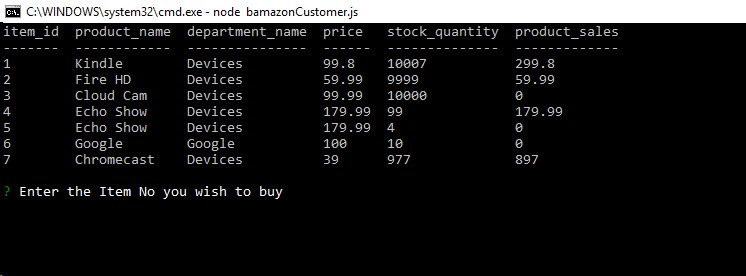 C:\WINDOWS\system32\cmd.exe - node  bamazonCustomer.js
item_id  product_name  department_name  price   stock_quantity  product_sales
-------  ------------  ---------------  ------  --------------  -------------
1        Kindle        Devices          99.8    10007           299.8
2        Fire HD       Devices          59.99   9999            59.99
3        Cloud Cam     Devices          99.99   10000           0
4        Echo Show     Devices          179.99  99              179.99
5        Echo Show     Devices          179.99  4               0
6        Google        Google           100     10              0
7        Chromecast    Devices          39      977             897
? Enter the Item No you wish to buy